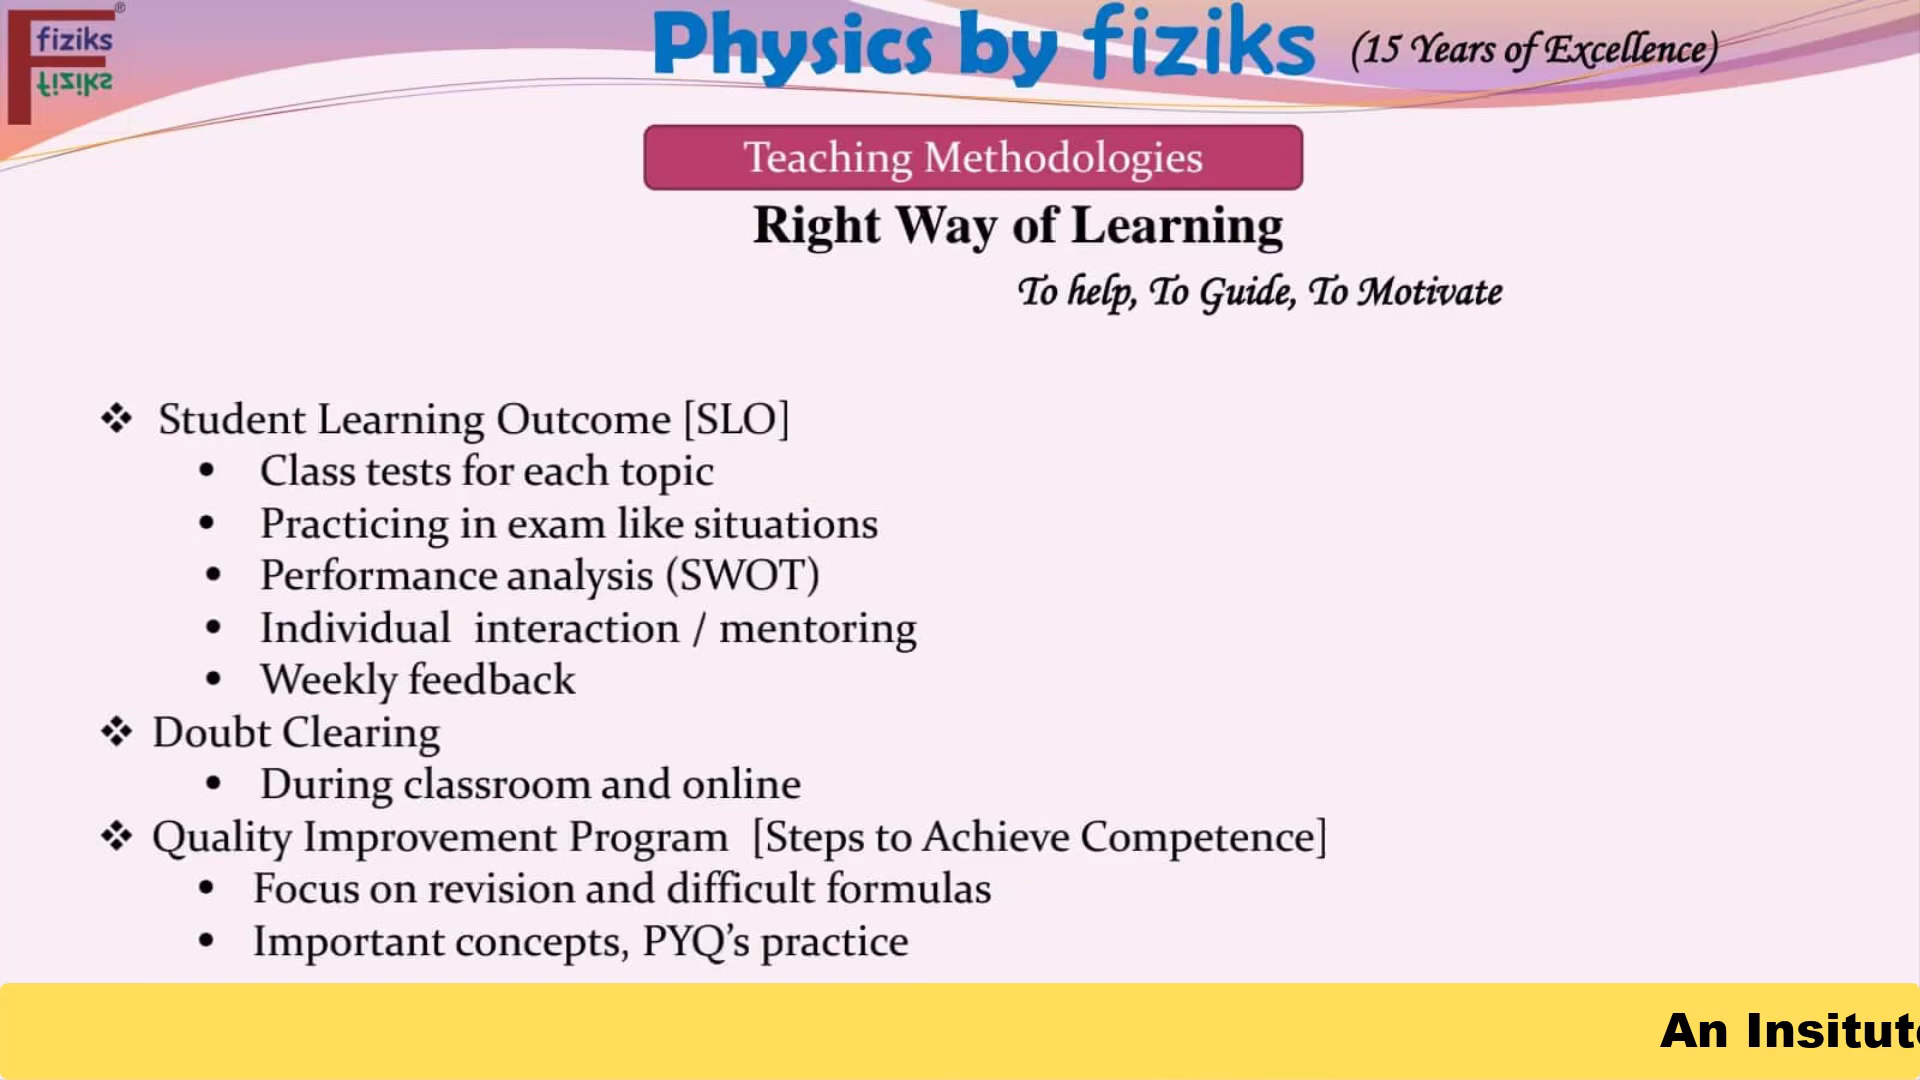 fiziks
fiziks
®
Physics by fiziks (15 Years of Excellence)
Teaching Methodologies
Right Way of Learning
To help, To Guide, To Motivate
❖ Student Learning Outcome [SLO]
• Class tests for each topic
• Practicing in exam like situations
• Performance analysis (SWOT)
• Individual interaction / mentoring
• Weekly feedback
❖ Doubt Clearing
• During classroom and online
❖ Quality Improvement Program [Steps to Achieve Competence]
• Focus on revision and difficult formulas
• Important concepts, PYQ’s practice
An